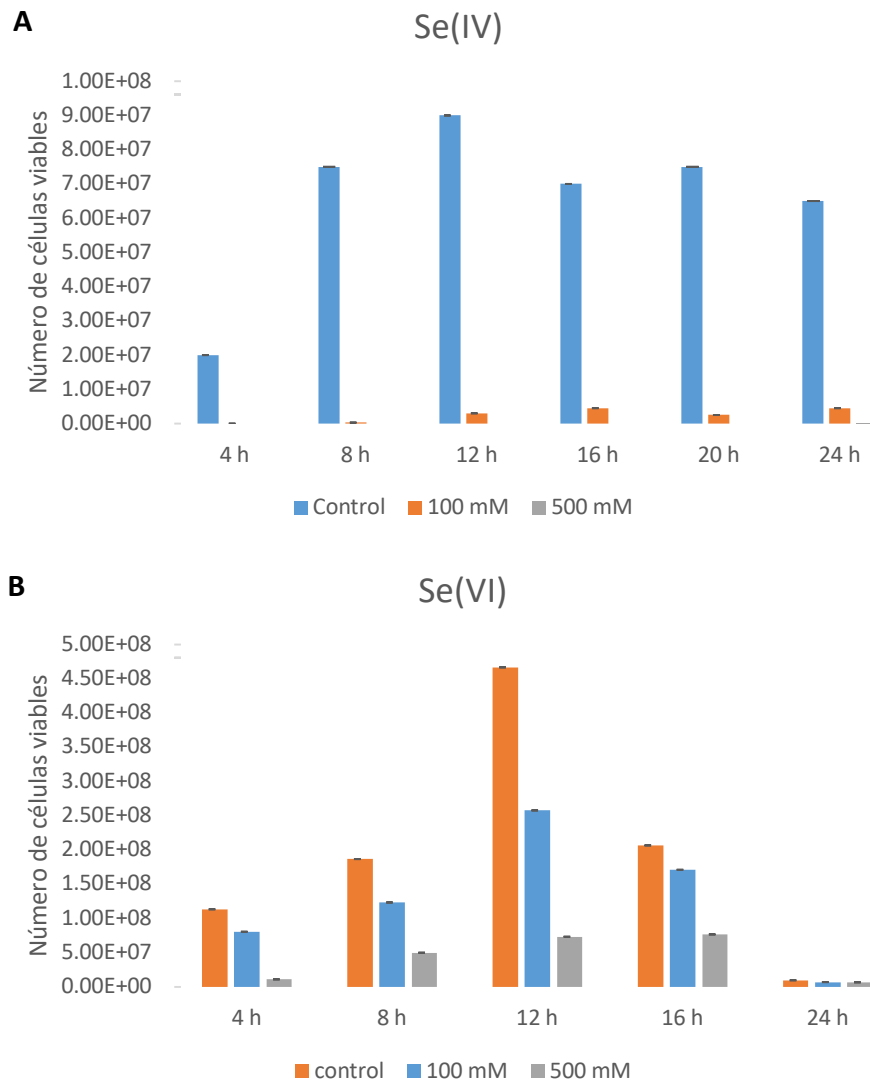 A
Se(IV)
Número de células viables
1.00E+08
9.00E+07
8.00E+07
7.00E+07
6.00E+07
5.00E+07
4.00E+07
3.00E+07
2.00E+07
1.00E+07
0.00E+00
4 h 8 h 12 h 16 h 20 h 24 h
Control 100 mM 500 mM
B
Se(VI)
Número de células viables
5.00E+08
4.50E+08
4.00E+08
3.50E+08
3.00E+08
2.50E+08
2.00E+08
1.50E+08
1.00E+08
5.00E+07
0.00E+00
4 h 8 h 12 h 16 h 24 h
control 100 mM 500 mM